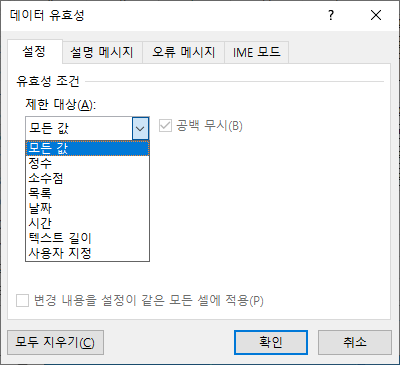 데이터 유효성 ? ×
설정 설명 메시지 오류 메시지 IME 모드
유효성 조건
제한 대상(A):
모든 값 공백 무시(B)
모든 값
정수
소수점
목록
날짜
시간
텍스트 길이
사용자 지정
변경 내용을 설정이 같은 모든 셀에 적용(P)
모두 지우기(C) 확인 취소